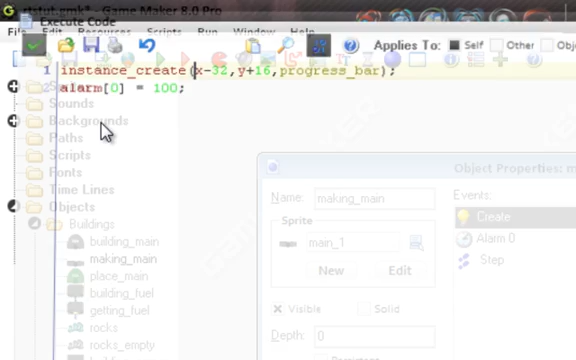 rtstut.gmk* - Game Maker 8.0 Pro
Execute Code
File Edit Resources Scripts Run Window Help
Applies To: Self Other Obj
1 instance_create(x-32,y+16,progress_bar);
2 alarm[0] = 100;
Sounds
Backgrounds
Paths
Scripts
Fonts
Time Lines
Objects
Buildings
building_main
making_main
place_main
building_fuel
getting_fuel
rocks
rocks_empty
Object Properties: m
Name: making_main
Sprite
main_1
New Edit
Visible Solid
Depth: 0
Events:
Create
Alarm 0
Step